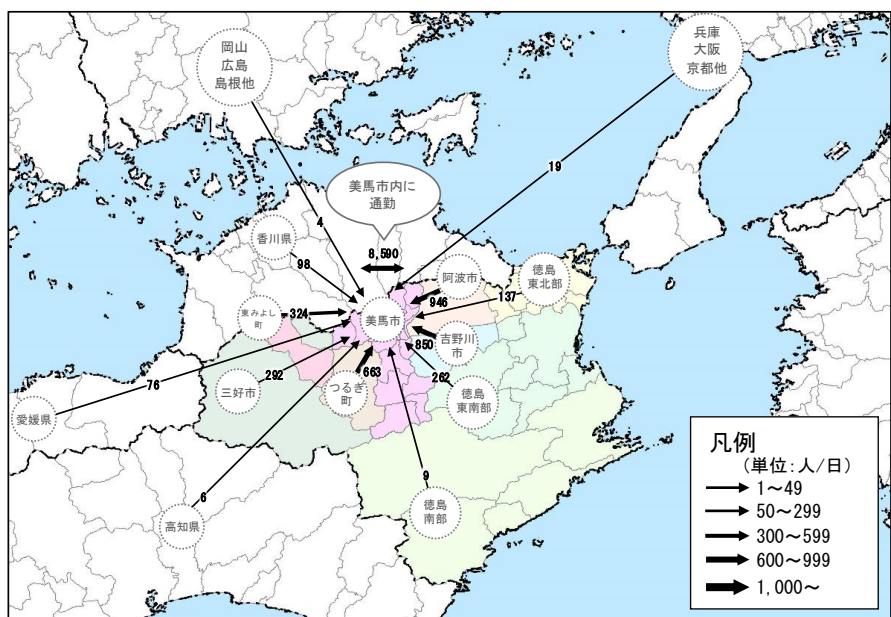 岡山
広島
島根他
兵庫
大阪
京都他
19
美馬市内に
通勤
4
香川県
98
8,590
阿波市
徳島
東北部
946
137
東みよし
町
324
美馬市
吉野川
市
850
76
292
663
262
三好市
つるぎ
町
徳島
東南部
愛媛県
9
徳島
南部
6
高知県
凡例
(単位:人/日)
1~49
50~299
300~599
600~999
1,000~